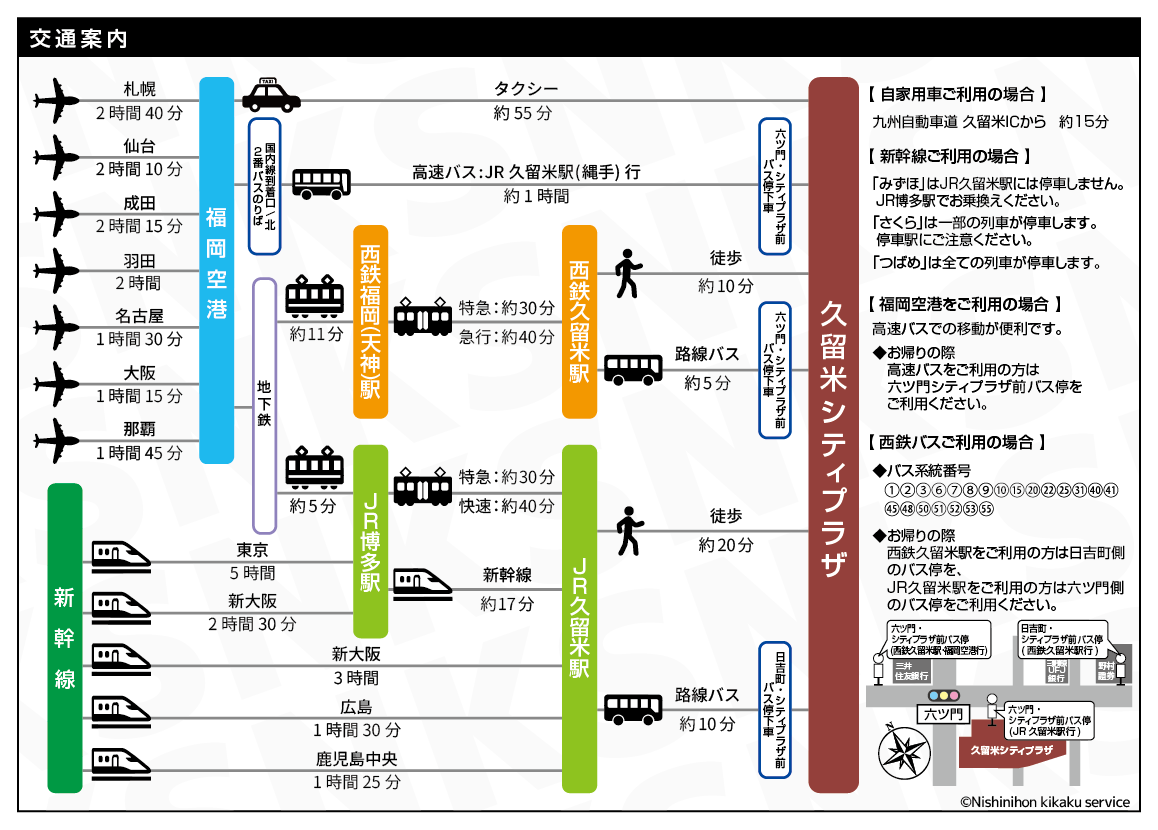 交通案内
札幌
2時間40分
仙台
2時間10分
成田
2時間15分
羽田
2時間
名古屋
1時間30分
大阪
1時間15分
那覇
1時間45分
福岡空港
TAXI
タクシー
約55分
国内線到着口/北
2番バスのりば
高速バス:JR久留米駅(縄手)行
約1時間
六ツ門・シティプラザ前
バス停下車
地下鉄
約11分
西鉄福岡(天神)駅
特急:約30分
急行:約40分
西鉄久留米駅
徒歩
約10分
路線バス
約5分
六ツ門・シティプラザ前
バス停下車
約5分
JR博多駅
特急:約30分
快速:約40分
新幹線
約17分
JR久留米駅
徒歩
約20分
路線バス
約10分
日吉町・シティプラザ前
バス停下車
久留米シティプラザ
新幹線
東京
5時間
新大阪
2時間30分
新大阪
3時間
広島
1時間30分
鹿児島中央
1時間25分
【 自家用車ご利用の場合 】
九州自動車道 久留米ICから 約15分
【 新幹線ご利用の場合 】
「みずほ」はJR久留米駅には停車しません。
JR博多駅でお乗換えください。
「さくら」は一部の列車が停車します。
停車駅にご注意ください。
「つばめ」は全ての列車が停車します。
【 福岡空港をご利用の場合 】
高速バスでの移動が便利です。
◆お帰りの際
高速バスをご利用の方は
六ツ門シティプラザ前バス停を
ご利用ください。
【 西鉄バスご利用の場合 】
◆バス系統番号
①②③⑥⑦⑧⑨⑩⑮⑳㉒㉕㉛㊵㊶
㊺㊽㊿51525355
◆お帰りの際
西鉄久留米駅をご利用の方は日吉町側
のバス停を、
JR久留米駅をご利用の方は六ツ門側
のバス停をご利用ください。
六ツ門・
シティプラザ前バス停
(西鉄久留米駅・福岡空港行)
日吉町・
シティプラザ前バス停
(西鉄久留米駅行)
三井
住友銀行
UFJ
銀行
野村
證券
六ツ門
六ツ門・
シティプラザ前バス停
(JR久留米駅行)
N
久留米シティプラザ
©Nishinihon kikaku service